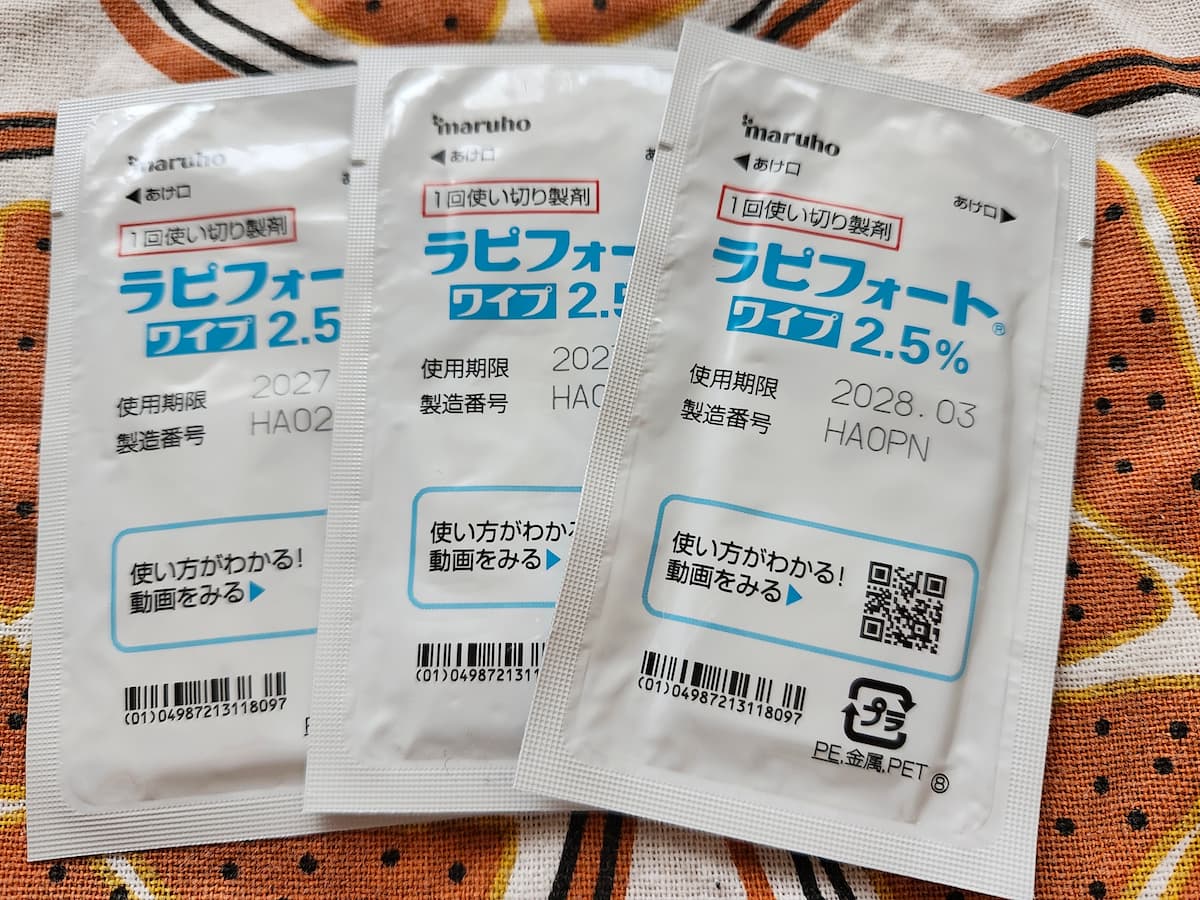 maruho
◀あけ口
1回使い切り製剤
ラピフォー
ワイプ 2.5
使用期限 2027
製造番号 HA02
使い方がわかる!
動画をみる▶
(01)04987213118097
maruho
◀あけ口
1回使い切り製剤
ラピフォー
ワイプ 2.5
使用期限 202
製造番号 HA0
使い方がわかる
動画をみる▶
(01)0498721311
maruho
◀あけ口
あけ口▶
1回使い切り製剤
ラピフォート®
ワイプ 2.5%
使用期限 2028.03
製造番号 HA0PN
使い方がわかる!
動画をみる▶
(01)04987213118097
プラ
PE.金属.PET ⑧